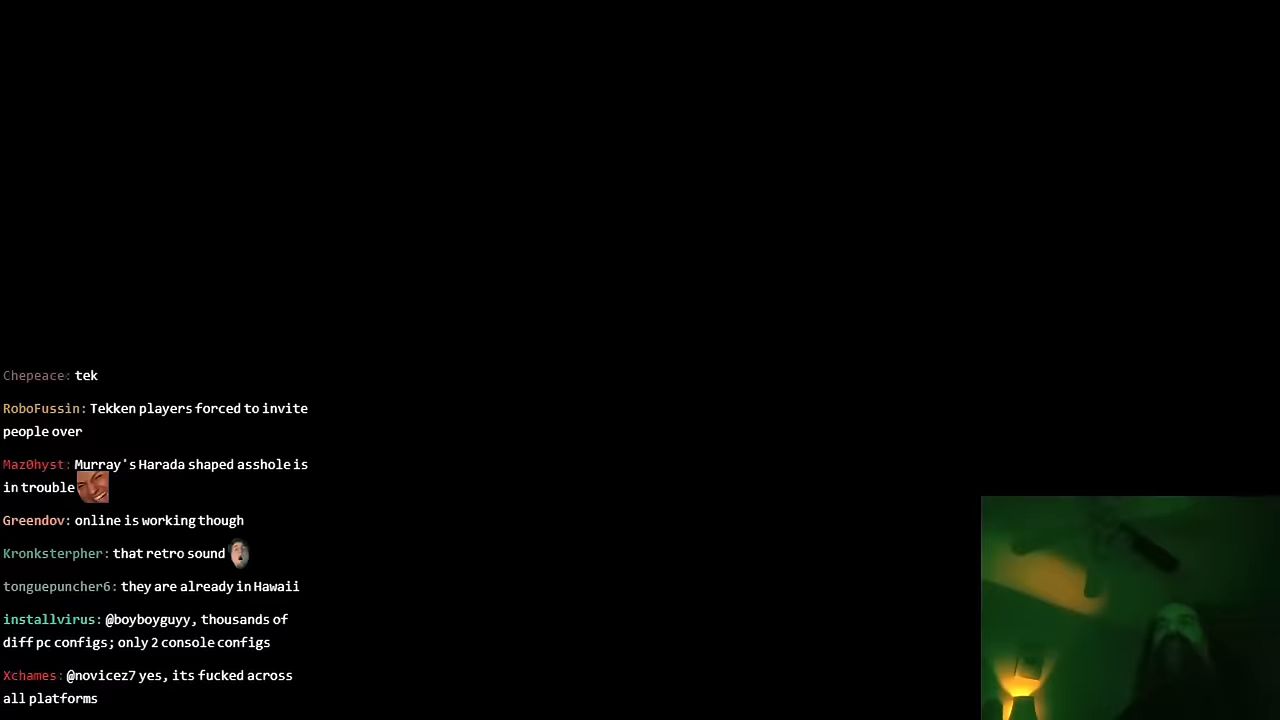 Chepeace: tek
RoboFussin: Tekken players forced to invite
people over
Maz0hyst: Murray's Harada shaped asshole is
in trouble
Greendov: online is working though
Kronksterpher: that retro sound
tonguepuncher6: they are already in Hawaii
installvirus: @boyboyguyy, thousands of
diff pc configs; only 2 console configs
Xchames: @novicez7 yes, its fucked across
all platforms